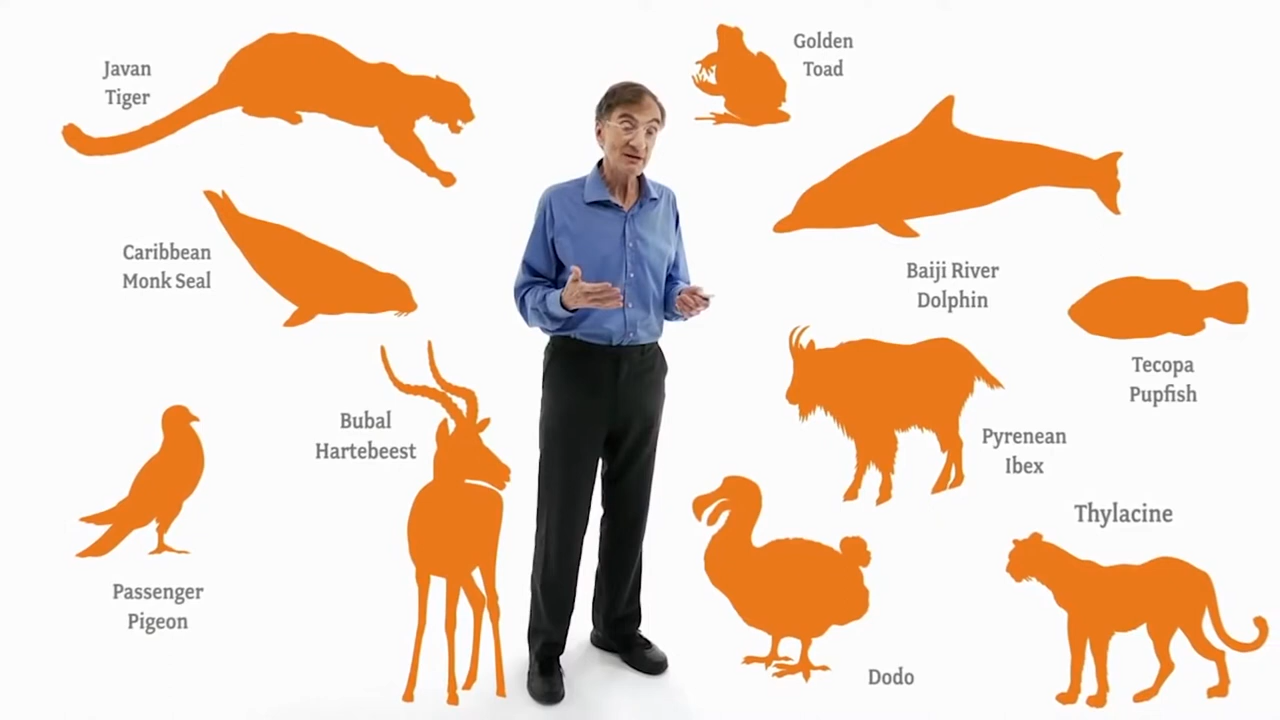 Javan
Tiger
Golden
Toad
Caribbean
Monk Seal
Baiji River
Dolphin
Tecopa
Pupfish
Bubal
Hartebeest
Pyrenean
Ibex
Thylacine
Passenger
Pigeon
Dodo